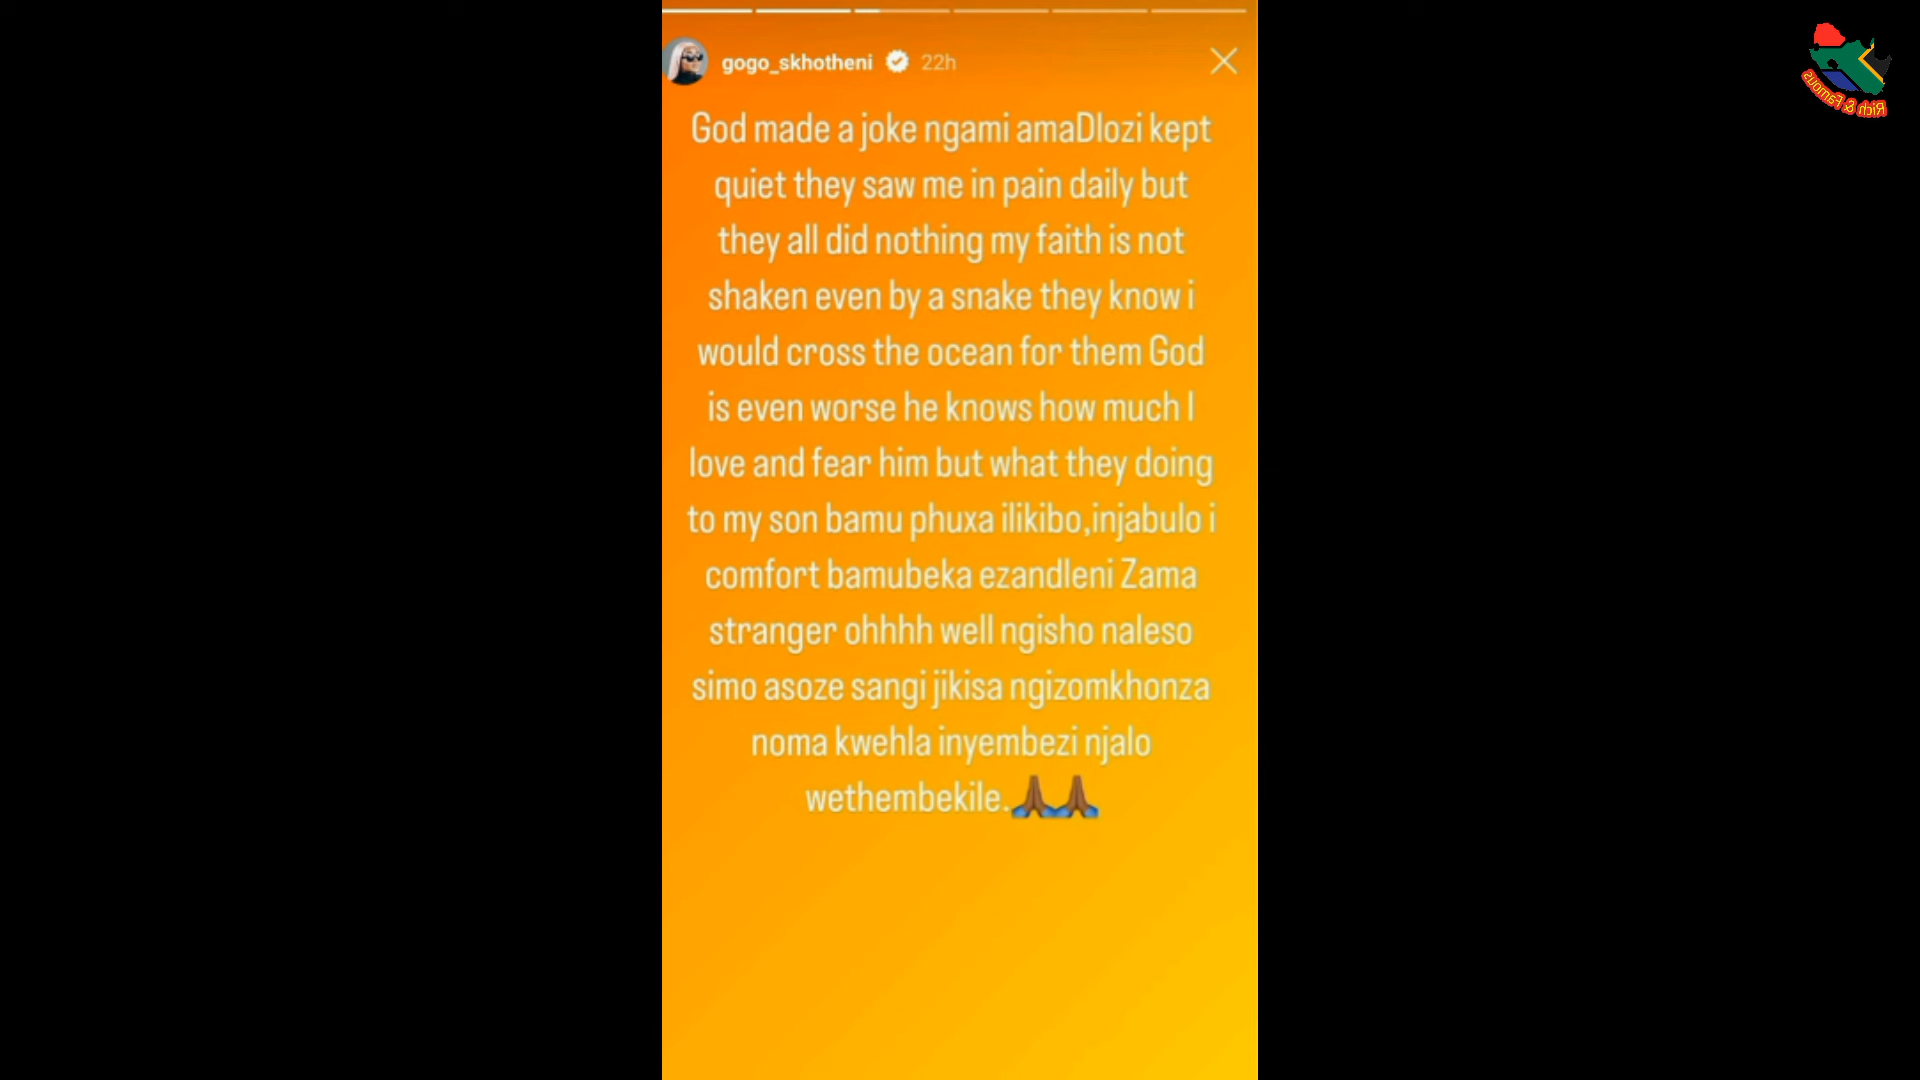 gogo_skhotheni 22h
God made a joke ngami amaDlozi kept
quiet they saw me in pain daily but
they all did nothing my faith is not
shaken even by a snake they know i
would cross the ocean for them God
is even worse he knows how much I
love and fear him but what they doing
to my son bamu phuxa ilikibo,injabulo i
comfort bamubeka ezandleni Zama
stranger ohhhh well ngisho naleso
simo asoze sangi jikisa ngizomkhonza
noma kwehla inyembezi njalo
wethembekile.🙏🏾🙏🏾
Rich & Famous